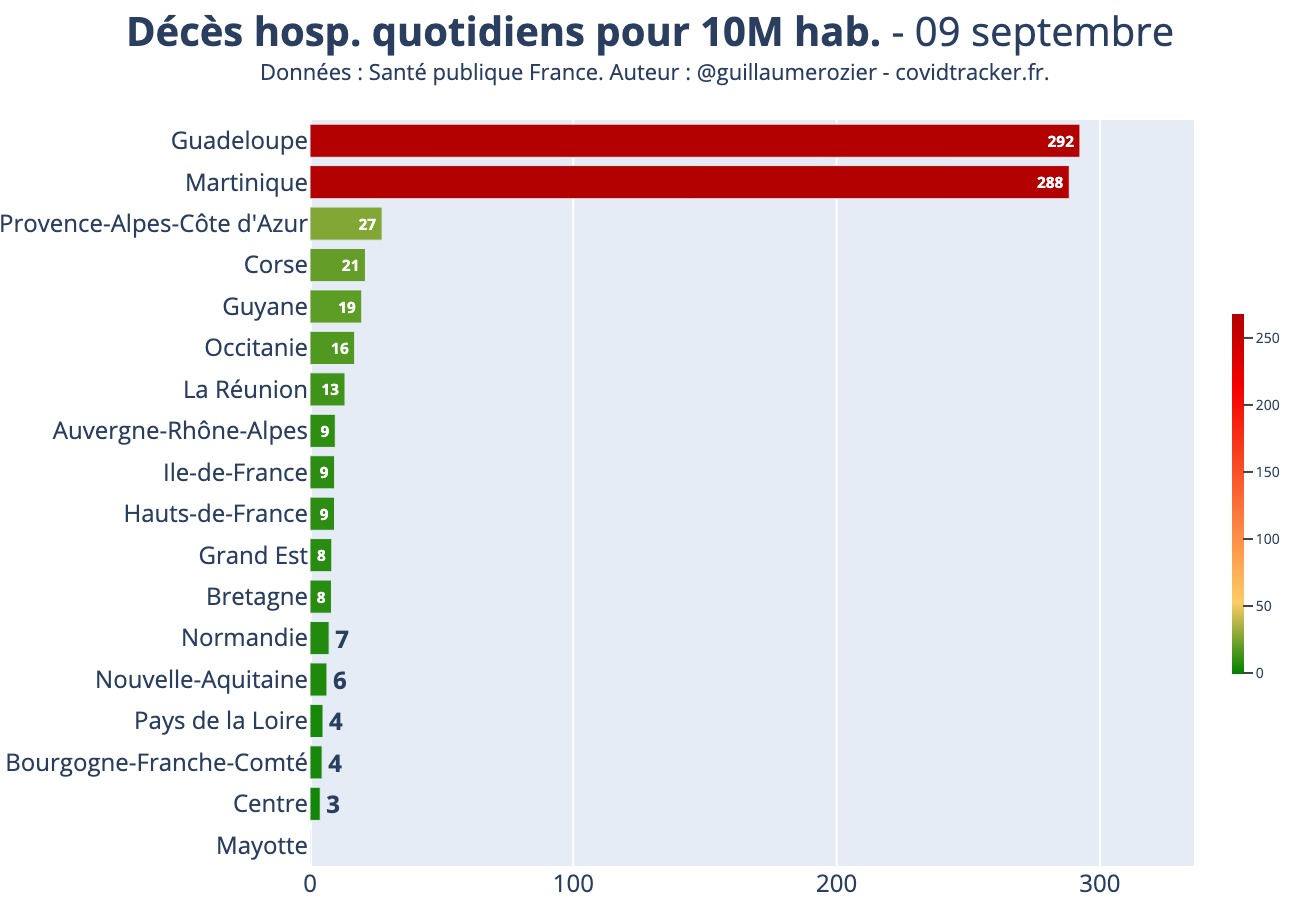 Décès hosp. quotidiens pour 10M hab. - 09 septembre
Données : Santé publique France. Auteur : @guillaumerozier - covidtracker.fr.
Guadeloupe 292
Martinique 288
Provence-Alpes-Côte d'Azur 27
Corse 21
Guyane 19
Occitanie 16
La Réunion 13
Auvergne-Rhône-Alpes 9
Ile-de-France 9
Hauts-de-France 9
Grand Est 8
Bretagne 8
Normandie 7
Nouvelle-Aquitaine 6
Pays de la Loire 4
Bourgogne-Franche-Comté 4
Centre 3
Mayotte
0 100 200 300
250
200
150
100
50
0